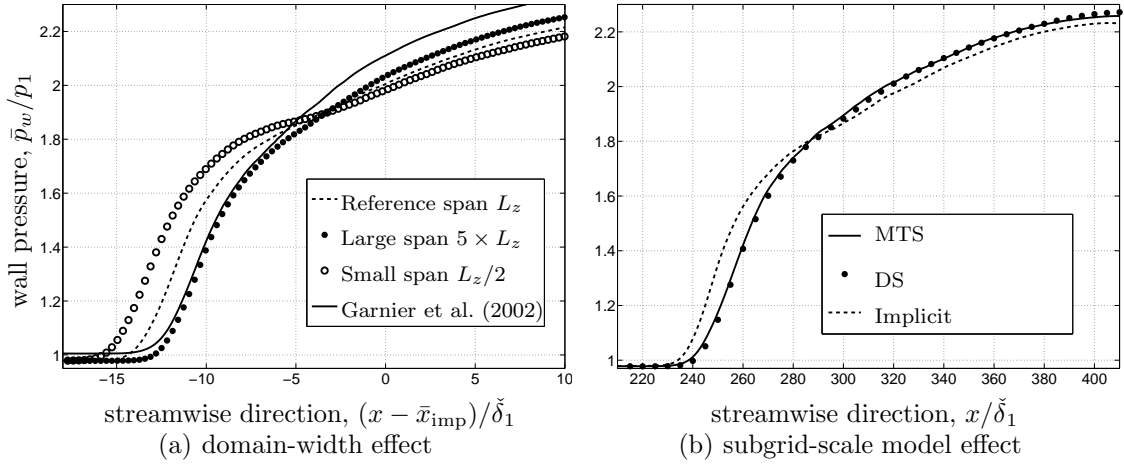 wall pressure, p̄_w/p_1
2.2
2
1.8
1.6
1.4
1.2
1
−15 −10 −5 0 5 10
Reference span L_z
Large span 5 × L_z
Small span L_z/2
Garnier et al. (2002)
streamwise direction, (x − x̄_imp)/δ̌_1
(a) domain-width effect
2.2
2
1.8
1.6
1.4
1.2
1
220 240 260 280 300 320 340 360 380 400
MTS
DS
Implicit
streamwise direction, x/δ̌_1
(b) subgrid-scale model effect